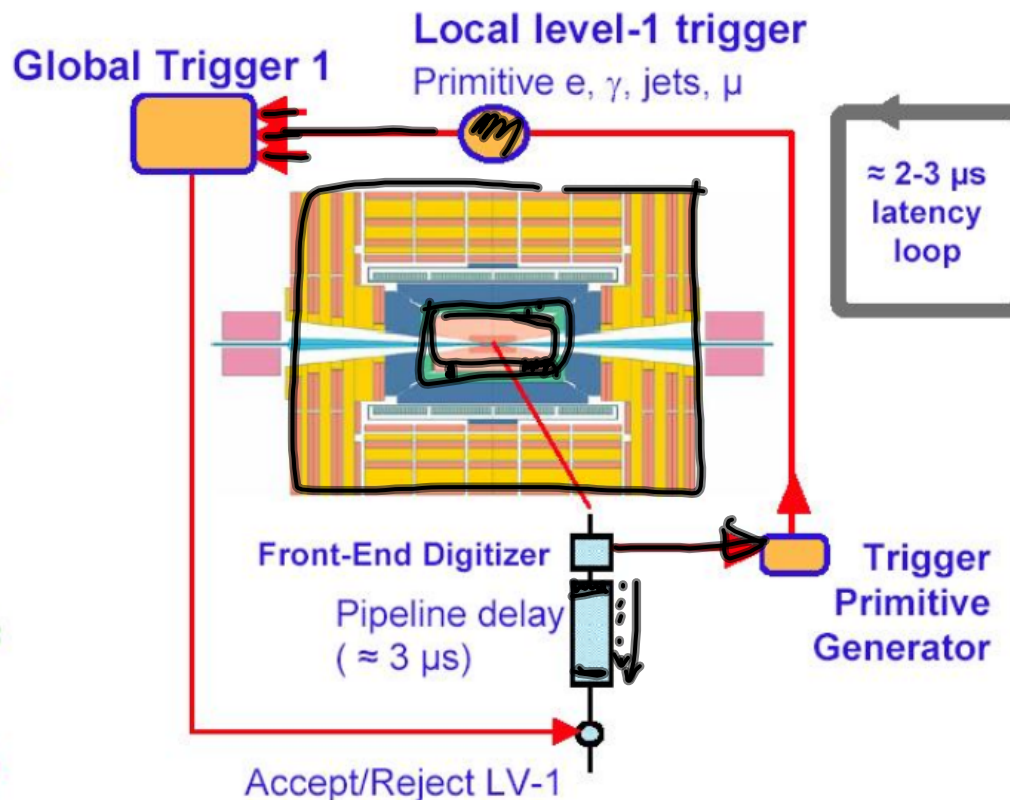 Local level-1 trigger
Global Trigger 1
Primitive e, γ, jets, μ
≈ 2-3 μs
latency
loop
Front-End Digitizer
Pipeline delay
( ≈ 3 μs)
Trigger
Primitive
Generator
Accept/Reject LV-1